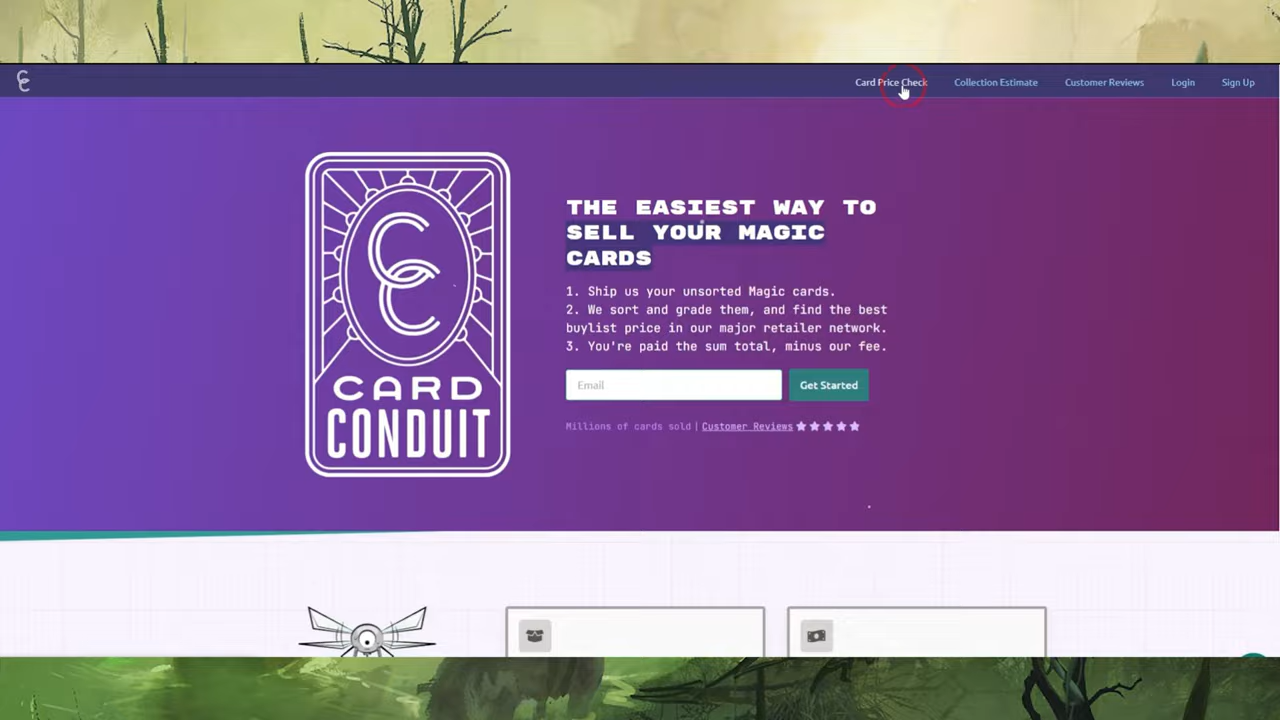 Card Price Check Collection Estimate Customer Reviews Login Sign Up
THE EASIEST WAY TO
SELL YOUR MAGIC
CARDS
1. Ship us your unsorted Magic cards.
2. We sort and grade them, and find the best
buylist price in our major retailer network.
3. You're paid the sum total, minus our fee.
Email
Get Started
Millions of cards sold | Customer Reviews
CC
CARD
CONDUIT